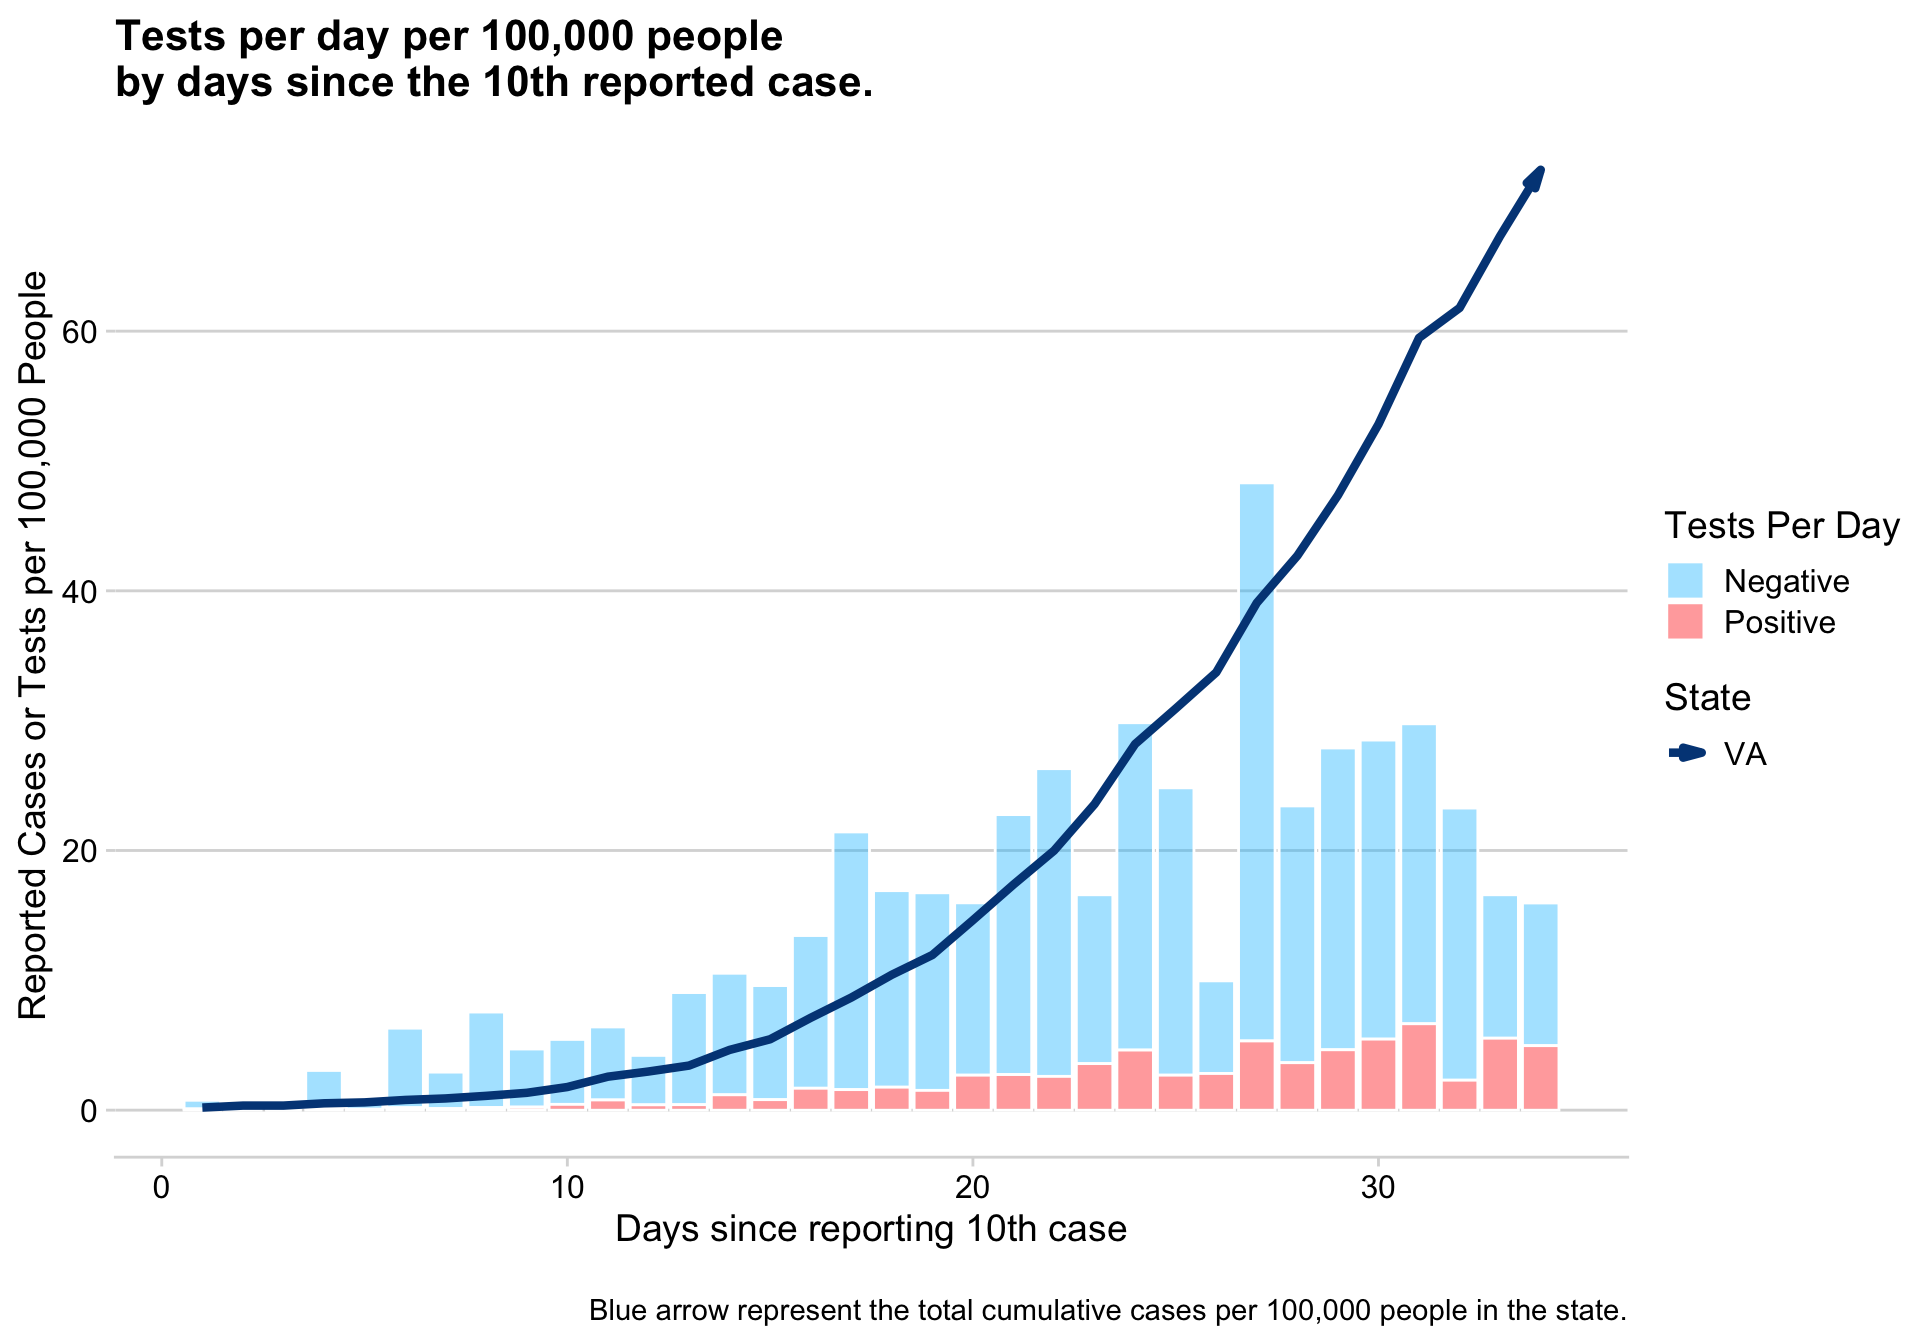 Tests per day per 100,000 people
by days since the 10th reported case.
Reported Cases or Tests per 100,000 People
60
40
20
0
0
10
20
30
Days since reporting 10th case
Tests Per Day
Negative
Positive
State
VA
Blue arrow represent the total cumulative cases per 100,000 people in the state.